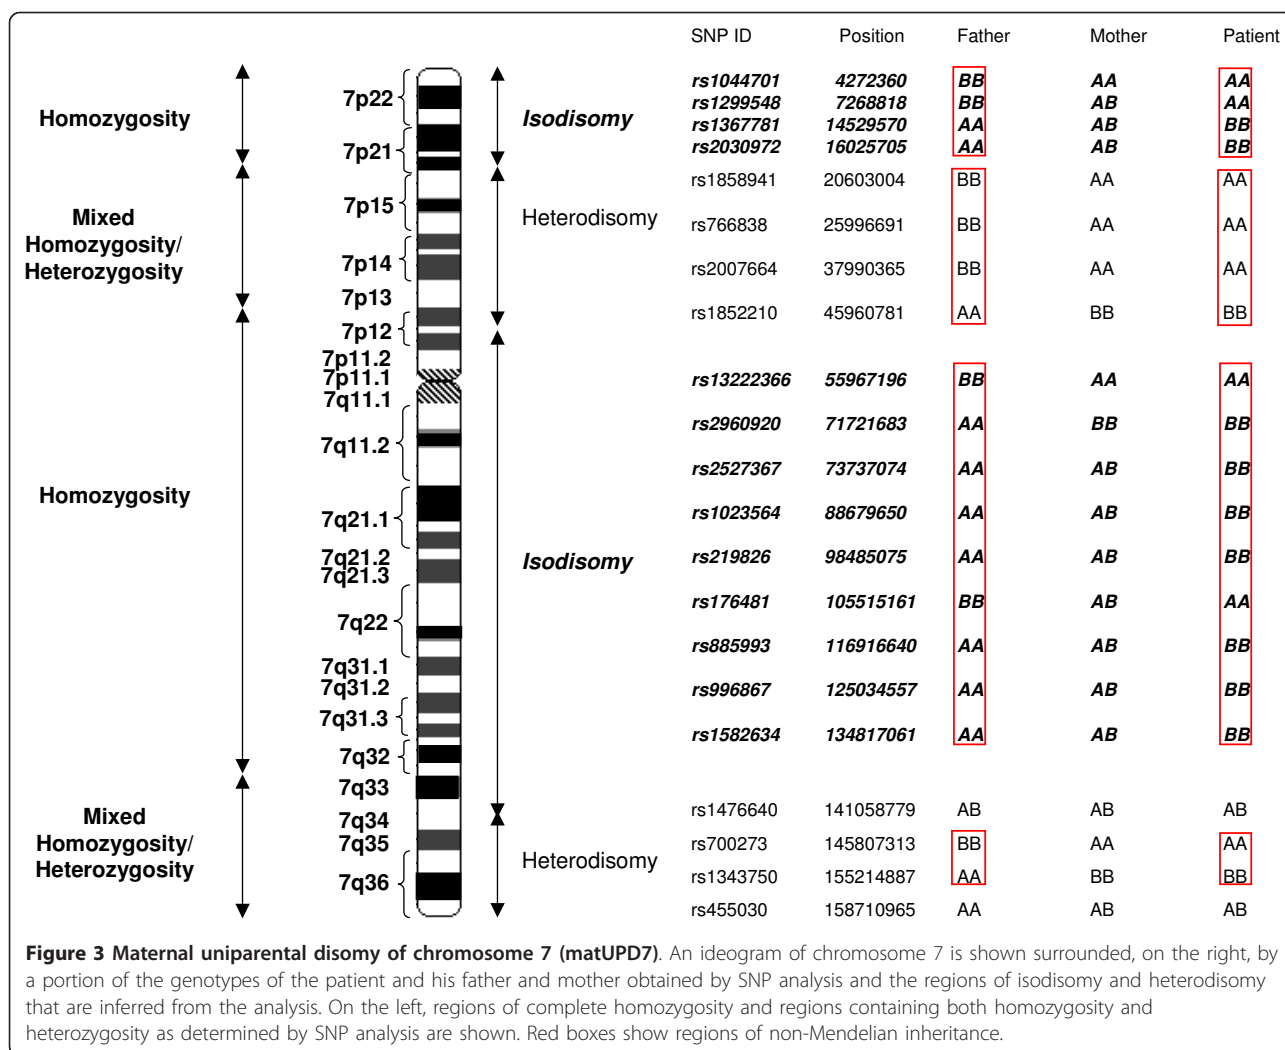 SNP ID Position Father Mother Patient
Homozygosity
Mixed
Homozygosity/
Heterozygosity
Homozygosity
Mixed
Homozygosity/
Heterozygosity
7p22
7p21
7p15
7p14
7p13
7p12
7p11.2
7p11.1
7q11.1
7q11.2
7q21.1
7q21.2
7q21.3
7q22
7q31.1
7q31.2
7q31.3
7q32
7q33
7q34
7q35
7q36
Isodisomy
Heterodisomy
Isodisomy
Heterodisomy
rs1044701 4272360 BB AA AA
rs1299548 7268818 BB AB AA
rs1367781 14529570 AA AB BB
rs2030972 16025705 AA AB BB
rs1858941 20603004 BB AA AA
rs766838 25996691 BB AA AA
rs2007664 37990365 BB AA AA
rs1852210 45960781 AA BB BB
rs13222366 55967196 BB AA AA
rs2960920 71721683 AA BB BB
rs2527367 73737074 AA AB BB
rs1023564 88679650 AA AB BB
rs219826 98485075 AA AB BB
rs176481 105515161 BB AB AA
rs885993 116916640 AA AB BB
rs996867 125034557 AA AB BB
rs1582634 134817061 AA AB BB
rs1476640 141058779 AB AB AB
rs700273 145807313 BB AA AA
rs1343750 155214887 AA BB BB
rs455030 158710965 AA AB AB
Figure 3 Maternal uniparental disomy of chromosome 7 (matUPD7). An ideogram of chromosome 7 is shown surrounded, on the right, by
a portion of the genotypes of the patient and his father and mother obtained by SNP analysis and the regions of isodisomy and heterodisomy
that are inferred from the analysis. On the left, regions of complete homozygosity and regions containing both homozygosity and
heterozygosity as determined by SNP analysis are shown. Red boxes show regions of non-Mendelian inheritance.